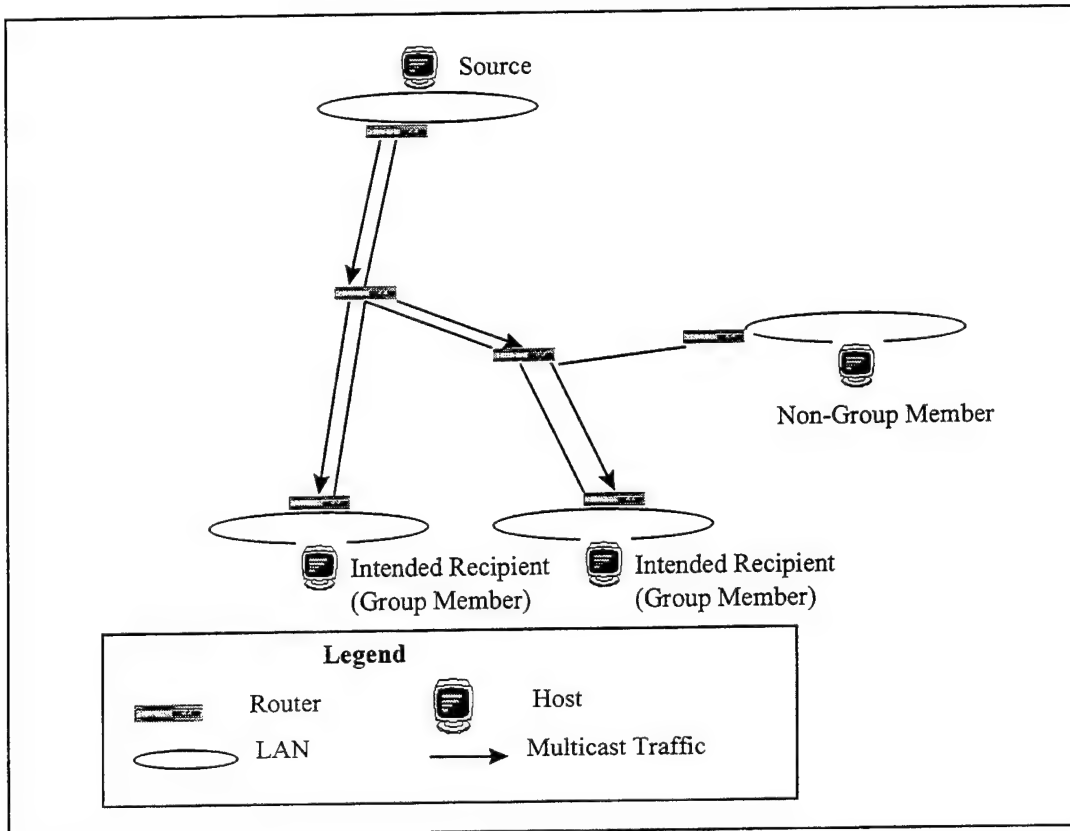 Source
Non-Group Member
Intended Recipient
(Group Member)
Intended Recipient
(Group Member)
Legend
Router
Host
LAN
Multicast Traffic